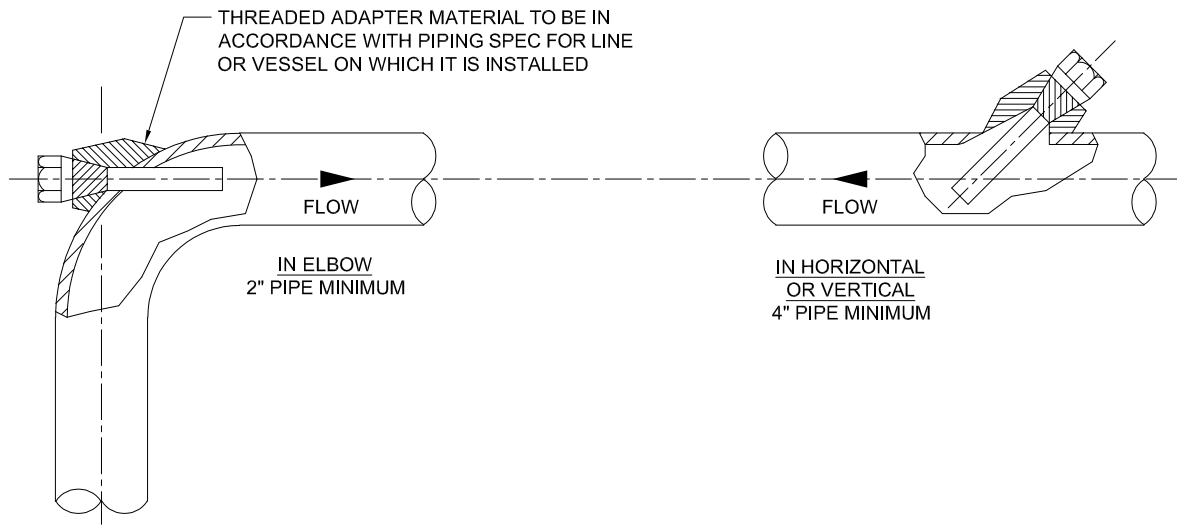 THREADED ADAPTER MATERIAL TO BE IN
ACCORDANCE WITH PIPING SPEC FOR LINE
OR VESSEL ON WHICH IT IS INSTALLED
FLOW
IN ELBOW
2" PIPE MINIMUM
FLOW
IN HORIZONTAL
OR VERTICAL
4" PIPE MINIMUM